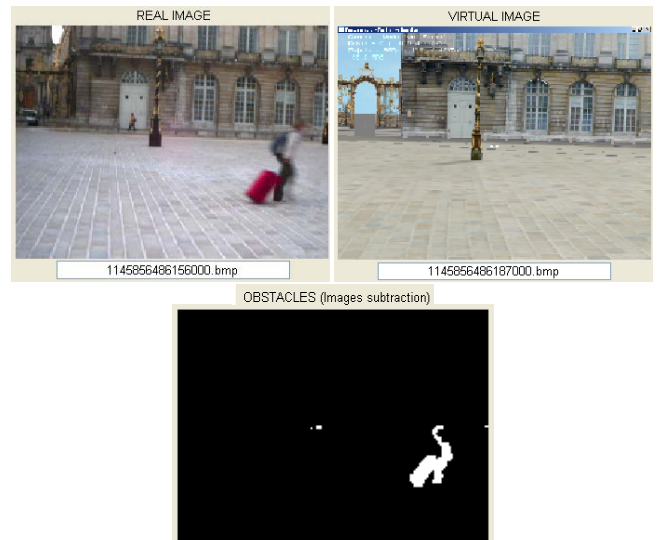 REAL IMAGE
VIRTUAL IMAGE
1145856486156000.bmp
1145856486187000.bmp
OBSTACLES (Images subtraction)